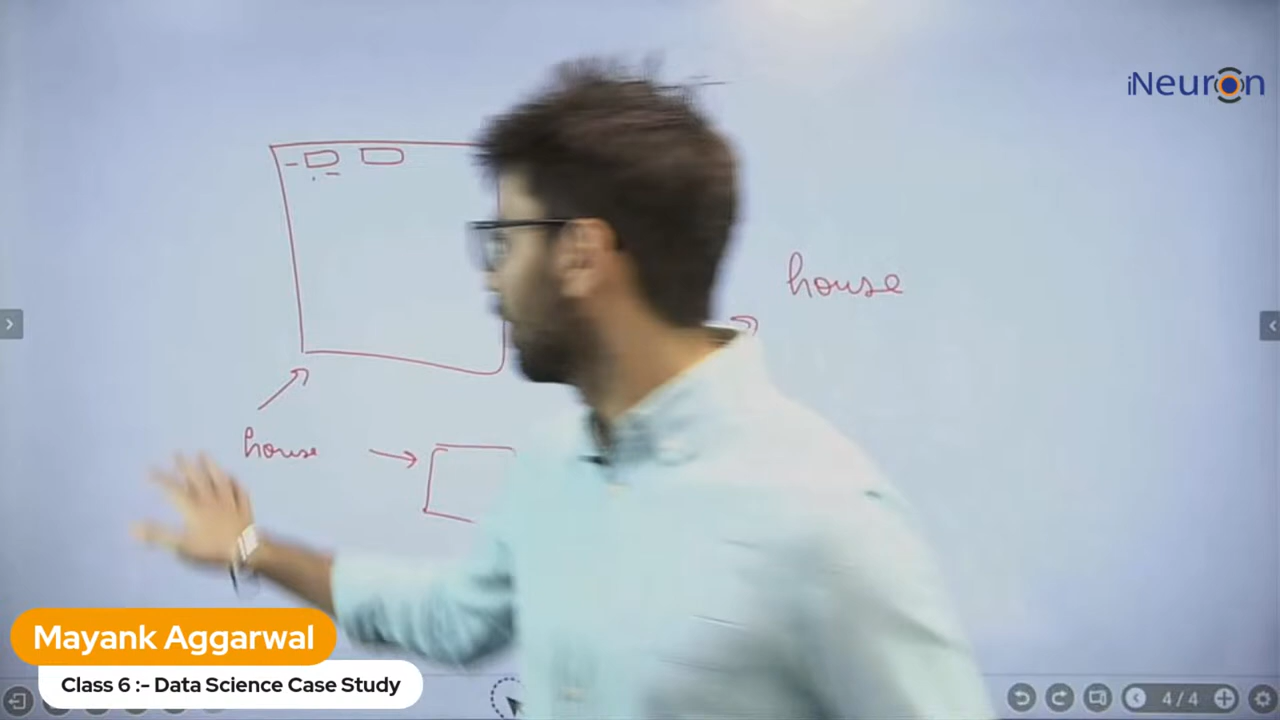 iNeuron
house
house
Mayank Aggarwal
Class 6 :- Data Science Case Study
4/4